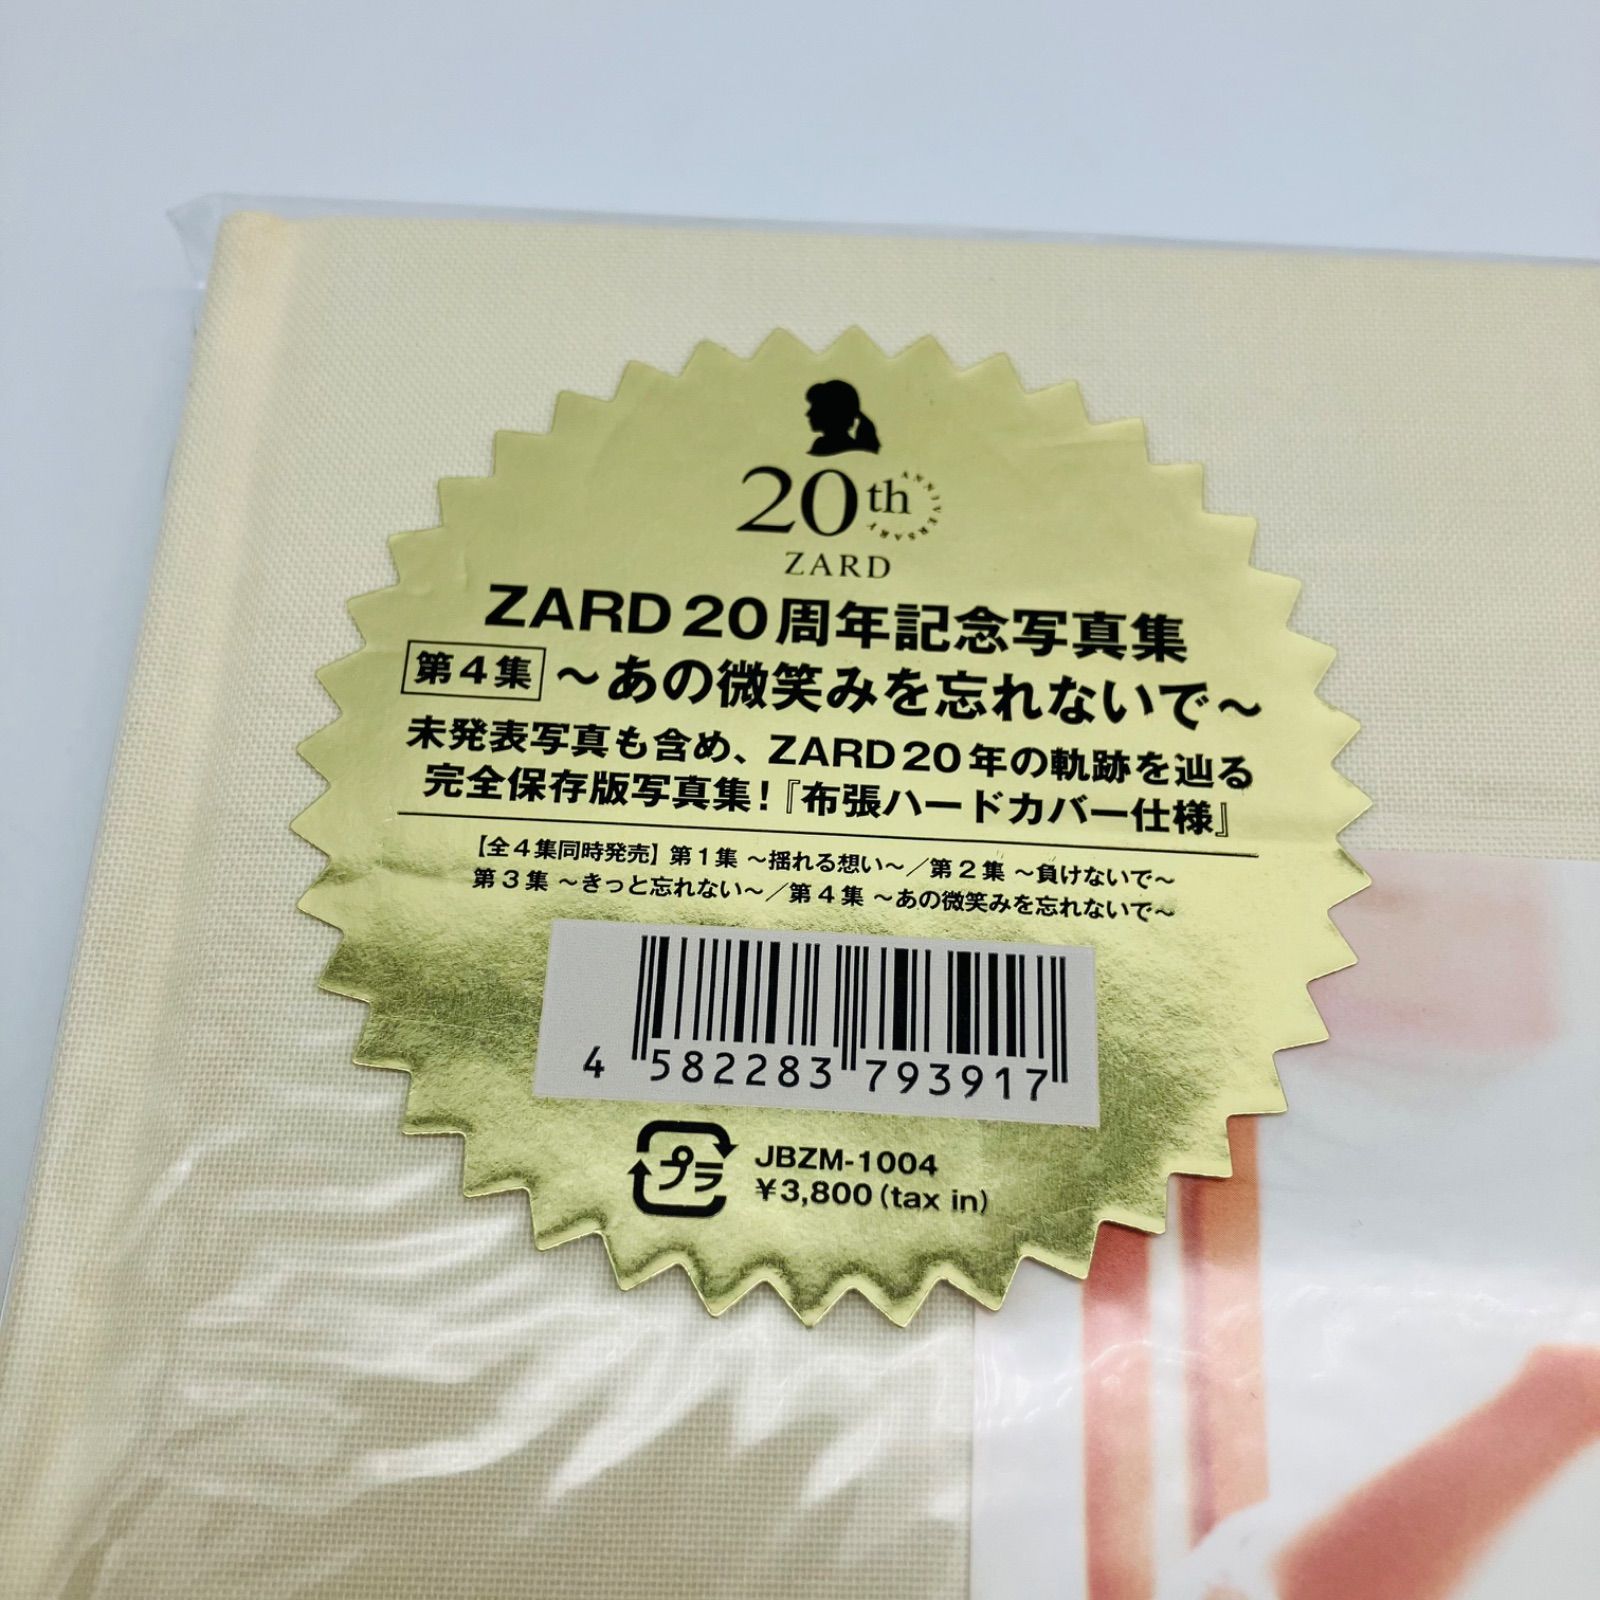 20th ANNIVERSARY
ZARD
ZARD 20周年記念写真集
第4集 ～あの微笑みを忘れないで～
未発表写真も含め、ZARD20年の軌跡を辿る
完全保存版写真集!『布張ハードカバー仕様』
【全4集同時発売】第1集 ～揺れる想い～／第2集 ～負けないで～
第3集 ～きっと忘れない～／第4集 ～あの微笑みを忘れないで～
4 582283 793917
プラ
JBZM-1004
¥3,800(tax in)